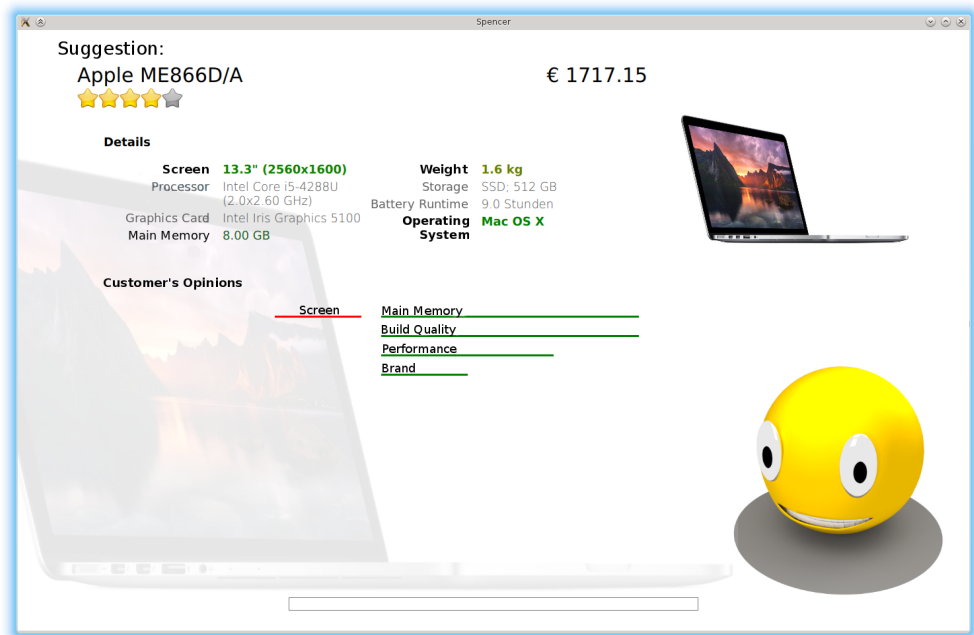 Spencer
Suggestion:
Apple ME866D/A
€ 1717.15
Details
Screen 13.3" (2560x1600)
Processor Intel Core i5-4288U
(2.0x2.60 GHz)
Graphics Card Intel Iris Graphics 5100
Main Memory 8.00 GB
Weight 1.6 kg
Storage SSD; 512 GB
Battery Runtime 9.0 Stunden
Operating Mac OS X
System
Customer's Opinions
Screen
Main Memory
Build Quality
Performance
Brand